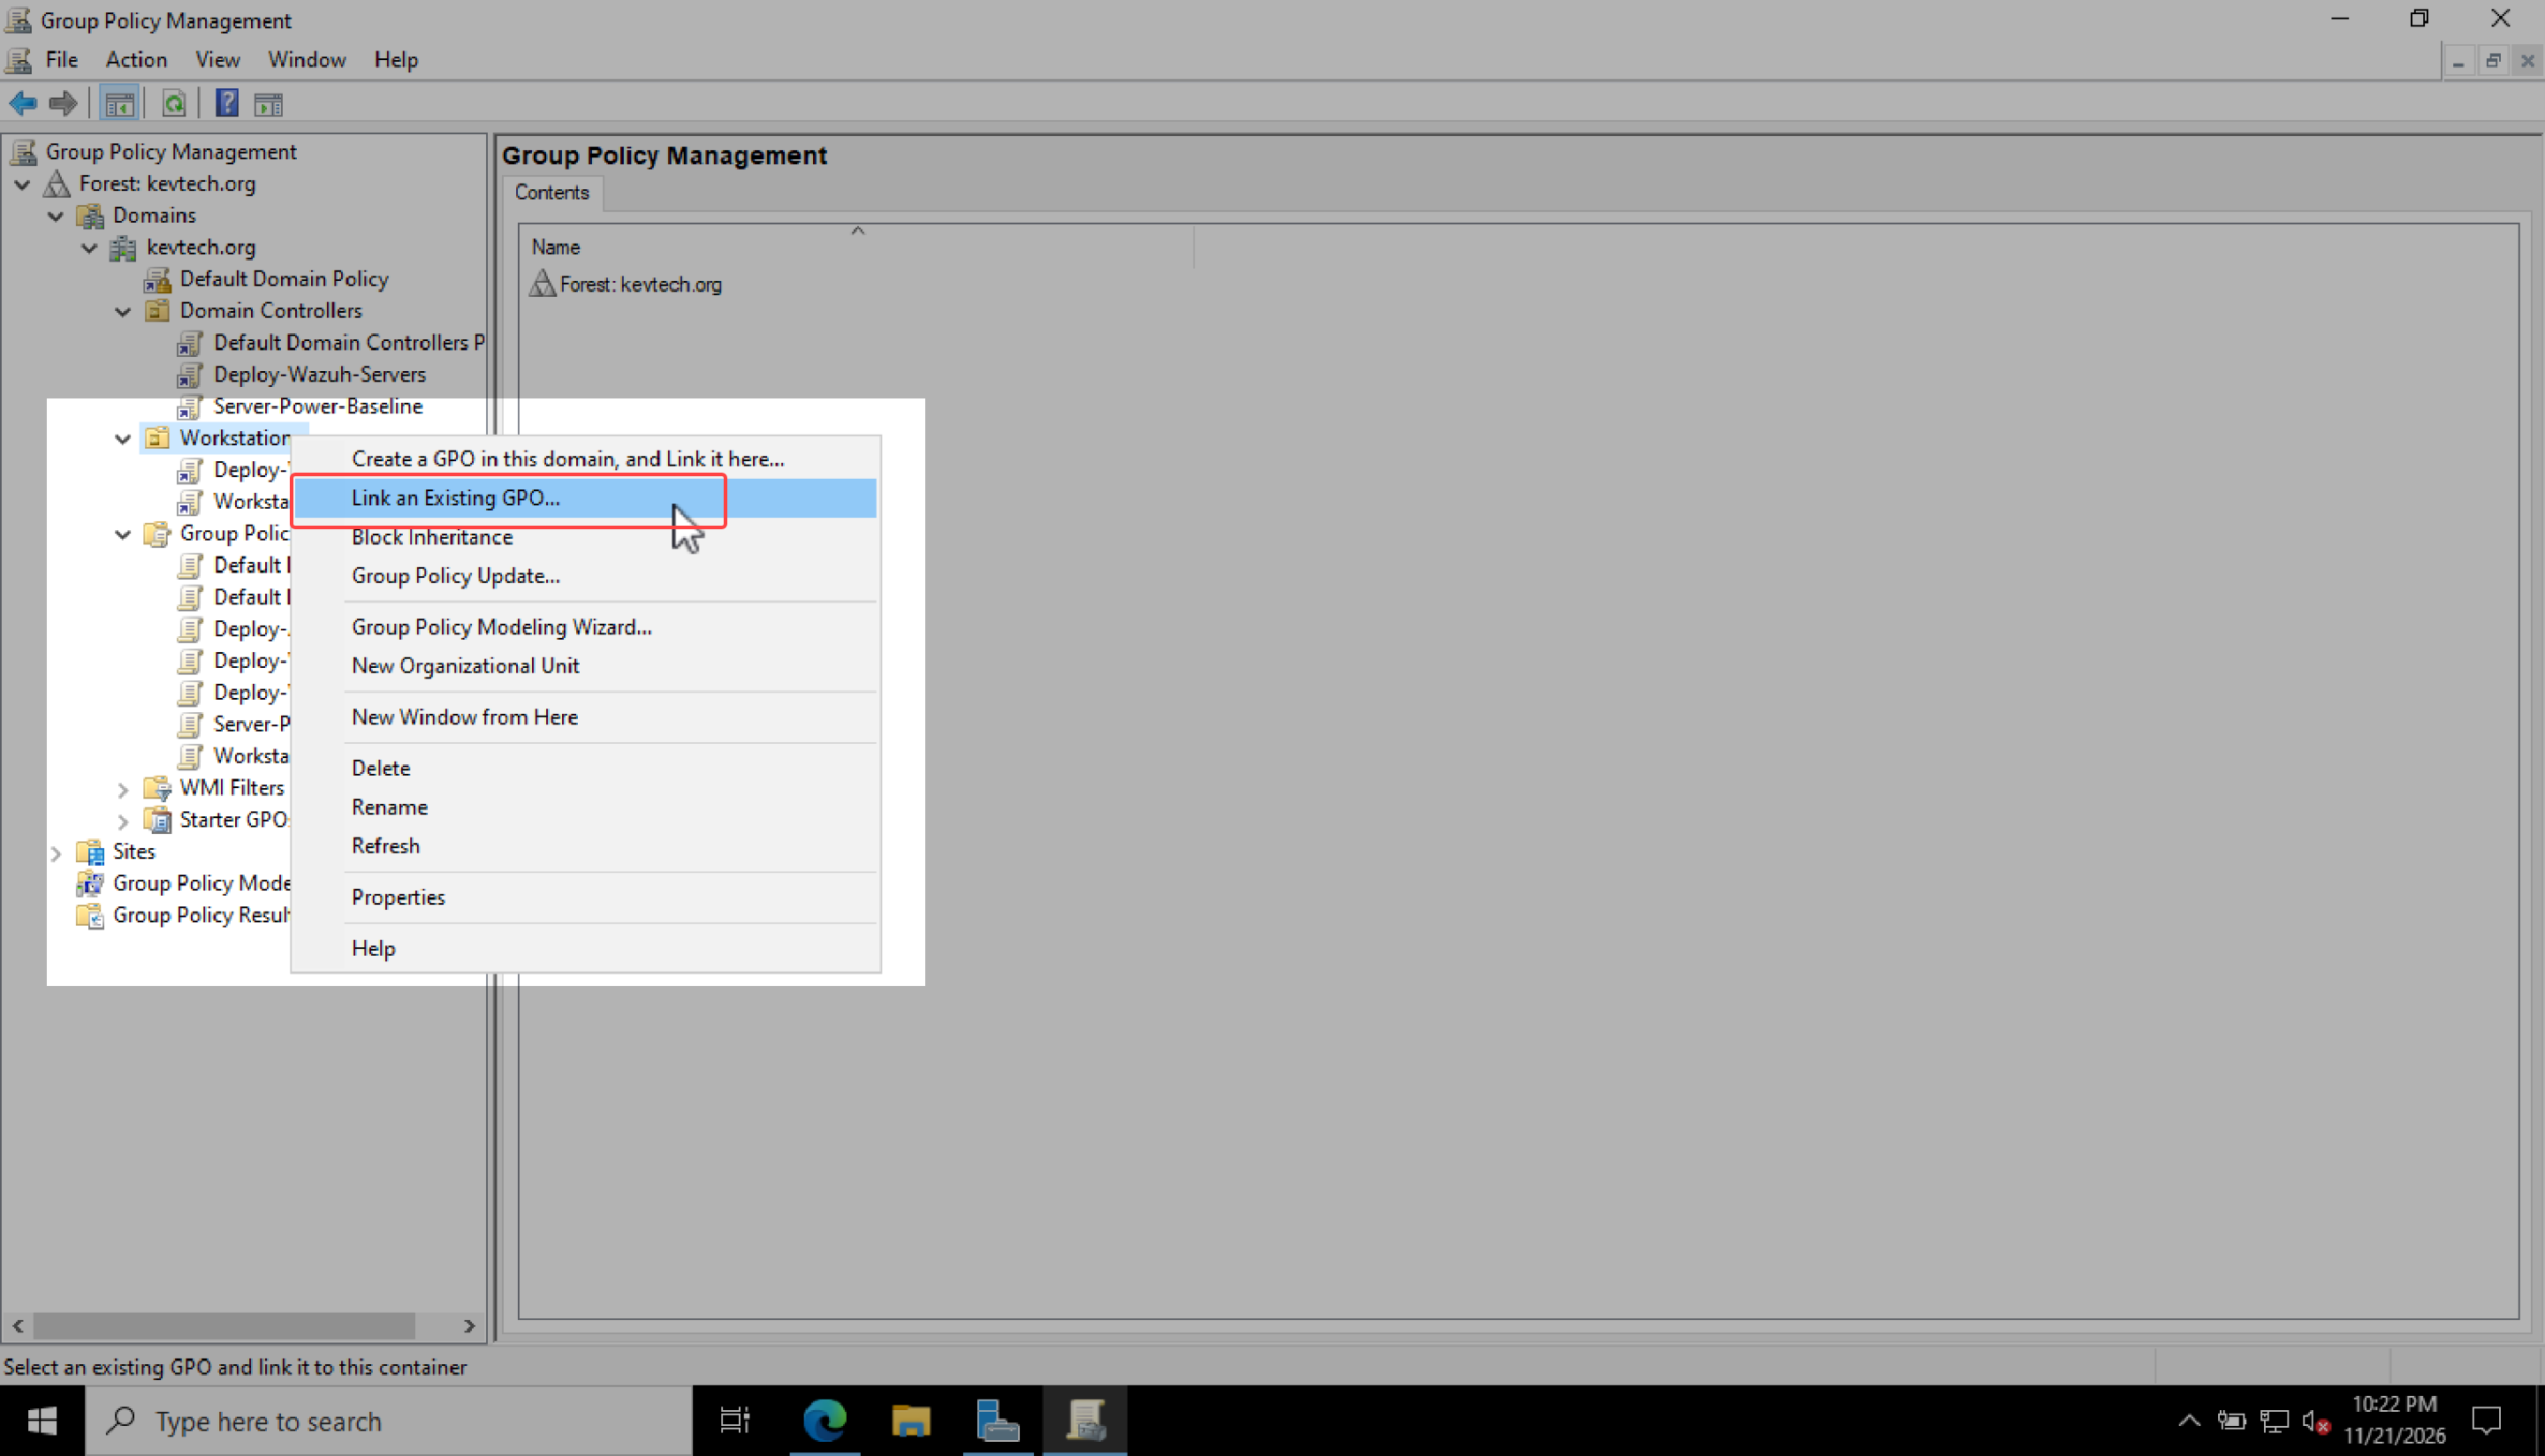 Group Policy Management
File Action View Window Help
Group Policy Management
Forest: kevtech.org
Domains
kevtech.org
Default Domain Policy
Domain Controllers
Default Domain Controllers P
Deploy-Wazuh-Servers
Server-Power-Baseline
Workstation
Deploy-
Worksta
Group Polic
Default
Default
Deploy-
Deploy-
Deploy-
Server-P
Worksta
WMI Filters
Starter GPO
Sites
Group Policy Mode
Group Policy Resul
Create a GPO in this domain, and Link it here...
Link an Existing GPO...
Block Inheritance
Group Policy Update...
Group Policy Modeling Wizard...
New Organizational Unit
New Window from Here
Delete
Rename
Refresh
Properties
Help
Group Policy Management
Contents
Name
Forest: kevtech.org
Select an existing GPO and link it to this container
Type here to search
10:22 PM
11/21/2026